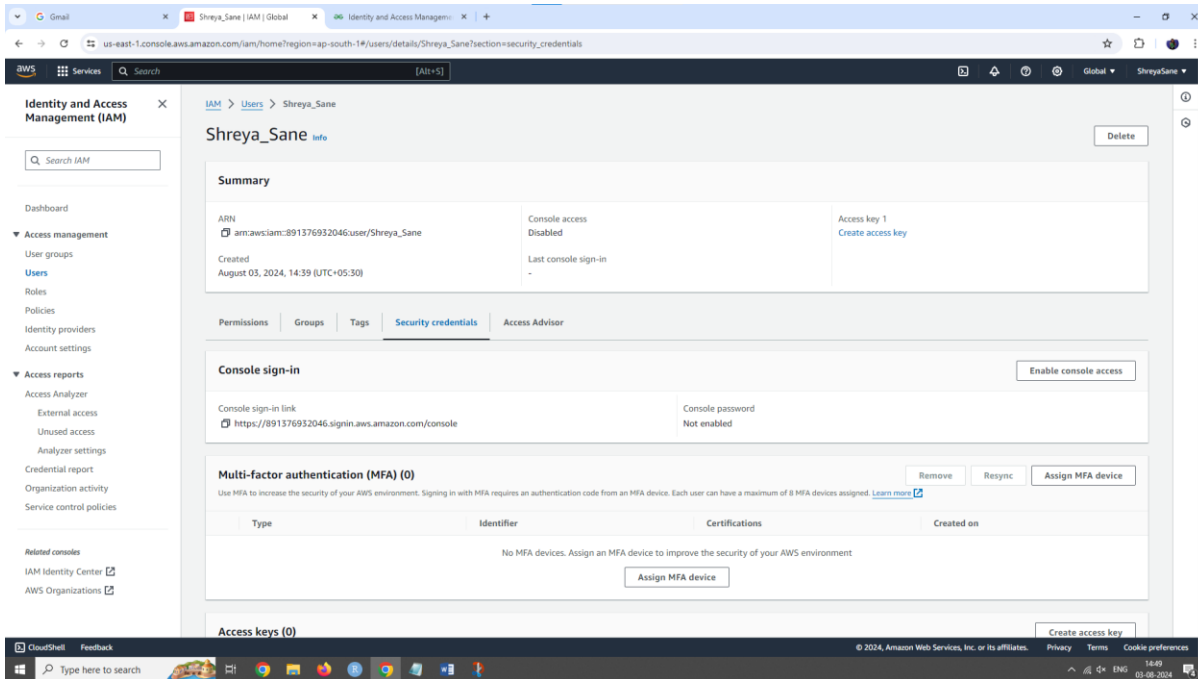 Gmail
Shreya_Sane | IAM | Global
Identity and Access Manageme
us-east-1.console.aws.amazon.com/iam/home?region=ap-south-1#/users/details/Shreya_Sane?section=security_credentials
aws Services Search [Alt+S] Global ShreyaSane
Identity and Access
Management (IAM)
Search IAM
Dashboard
Access management
User groups
Users
Roles
Policies
Identity providers
Account settings
Access reports
Access Analyzer
External access
Unused access
Analyzer settings
Credential report
Organization activity
Service control policies
Related consoles
IAM Identity Center
AWS Organizations
IAM > Users > Shreya_Sane
Shreya_Sane Info
Delete
Summary
ARN
arn:aws:iam::891376932046:user/Shreya_Sane
Created
August 03, 2024, 14:39 (UTC+05:30)
Console access
Disabled
Last console sign-in
-
Access key 1
Create access key
Permissions Groups Tags Security credentials Access Advisor
Console sign-in
Enable console access
Console sign-in link
https://891376932046.signin.aws.amazon.com/console
Console password
Not enabled
Multi-factor authentication (MFA) (0)
Remove Resync Assign MFA device
Use MFA to increase the security of your AWS environment. Signing in with MFA requires an authentication code from an MFA device. Each user can have a maximum of 8 MFA devices assigned. Learn more
Type Identifier Certifications Created on
No MFA devices. Assign an MFA device to improve the security of your AWS environment
Assign MFA device
Access keys (0)
Create access key
CloudShell Feedback © 2024, Amazon Web Services, Inc. or its affiliates. Privacy Terms Cookie preferences
Type here to search
ENG
14:49
03-08-2024